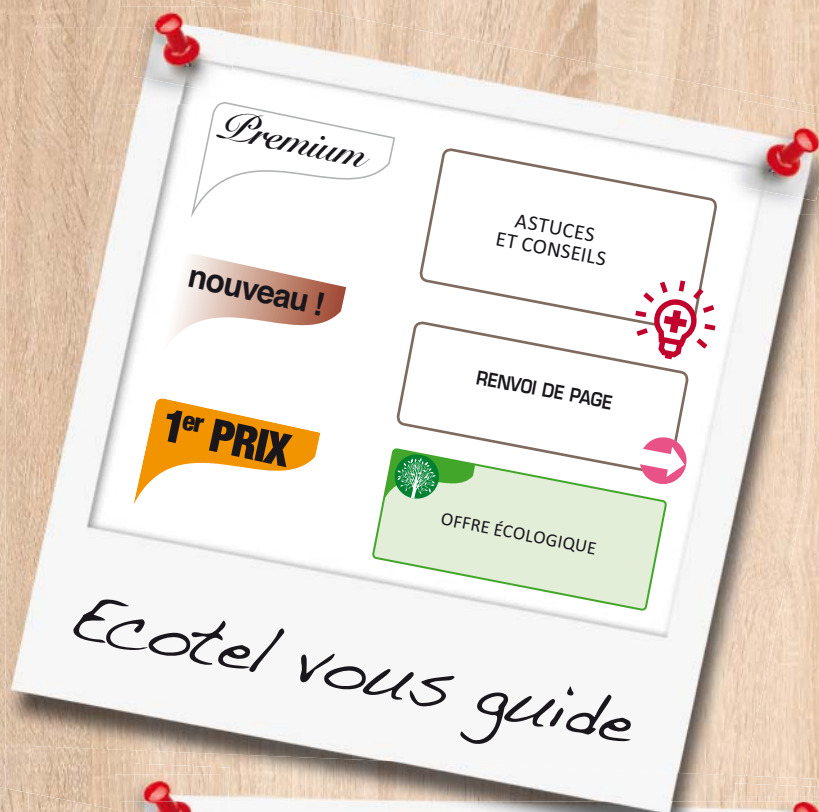 Premium
nouveau !
1er PRIX
ASTUCES
ET CONSEILS
RENVOI DE PAGE
OFFRE ÉCOLOGIQUE
Ecotel vous guide